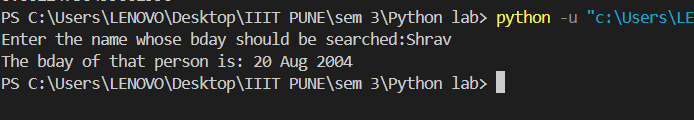 PS C:\Users\LENOVO\Desktop\IIIT PUNE\sem 3\Python lab> python -u "c:\Users\LE
Enter the name whose bday should be searched:Shrav
The bday of that person is: 20 Aug 2004
PS C:\Users\LENOVO\Desktop\IIIT PUNE\sem 3\Python lab>